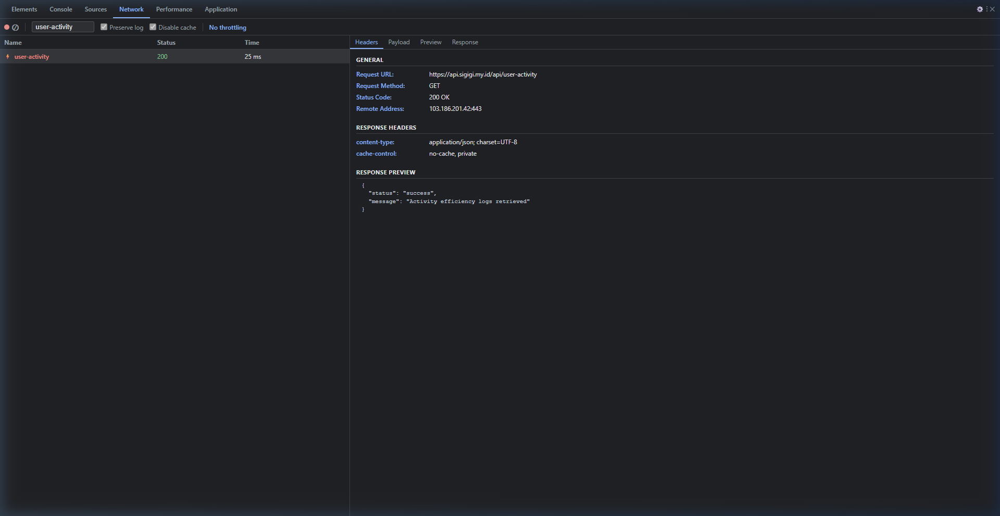 Elements Console Sources Network Performance Application
user-activity Preserve log Disable cache No throttling
Name Status Time
user-activity 200 25 ms
Headers Payload Preview Response
GENERAL
Request URL: https://api.sigigi.my.id/api/user-activity
Request Method: GET
Status Code: 200 OK
Remote Address: 103.186.201.42:443
RESPONSE HEADERS
content-type: application/json; charset=UTF-8
cache-control: no-cache, private
RESPONSE PREVIEW
{
"status": "success",
"message": "Activity efficiency logs retrieved"
}